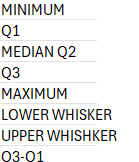 MINIMUM
Q1
MEDIAN Q2
Q3
MAXIMUM
LOWER WHISKER
UPPER WHISHKER
O3-O1